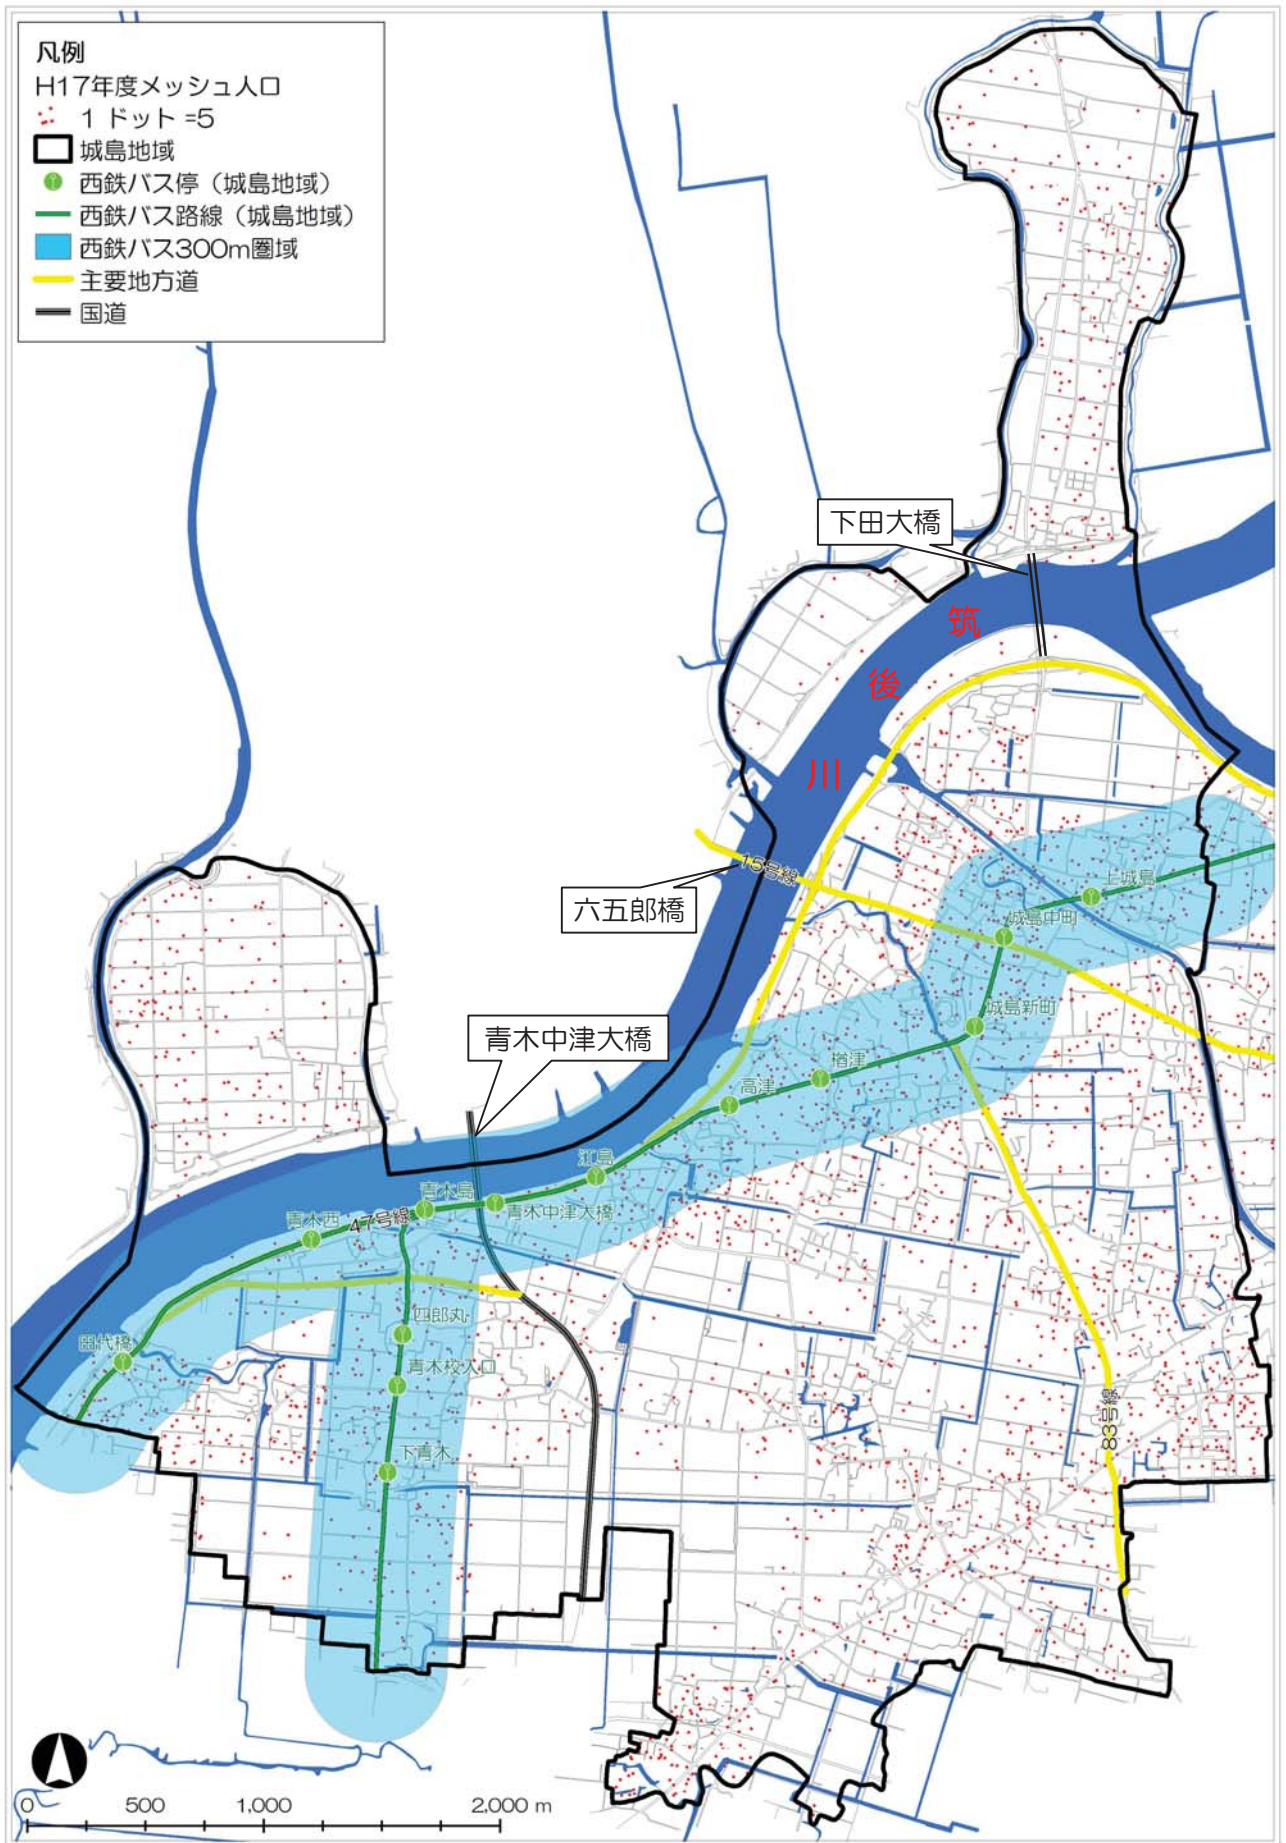 凡例
H17年度メッシュ人口
1 ドット =5
城島地域
西鉄バス停（城島地域）
西鉄バス路線（城島地域）
西鉄バス300m圏域
主要地方道
国道
下田大橋
筑
後
川
15号線
六五郎橋
上城島
城島中町
城島新町
青木中津大橋
楢津
高津
江島
青木島
青木中津大橋
青木西
47号線
四郎丸
田代橋
青木校入口
83号線
下青木
0 500 1,000 2,000 m